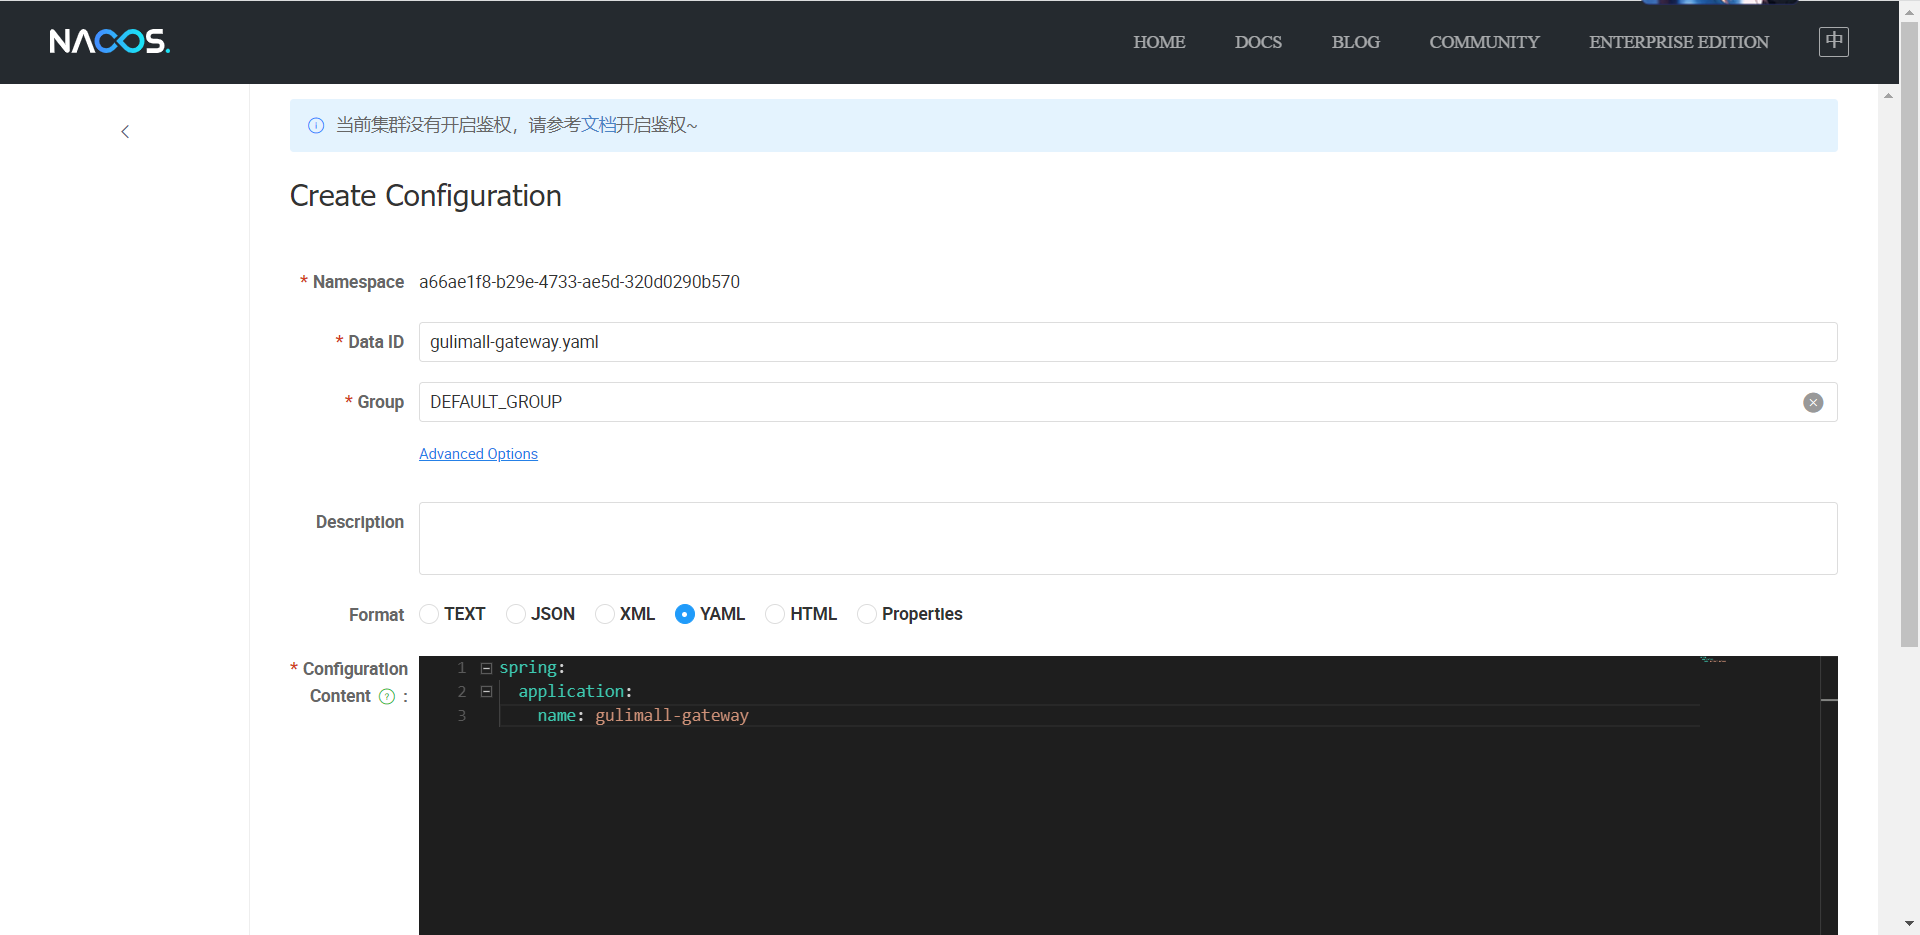 NACOS.
HOME DOCS BLOG COMMUNITY ENTERPRISE EDITION 中
当前集群没有开启鉴权，请参考文档开启鉴权~
Create Configuration
* Namespace a66ae1f8-b29e-4733-ae5d-320d0290b570
* Data ID gulimall-gateway.yaml
* Group DEFAULT_GROUP
Advanced Options
Description
Format TEXT JSON XML YAML HTML Properties
* Configuration Content ? :
1 spring:
2 application:
3 name: gulimall-gateway